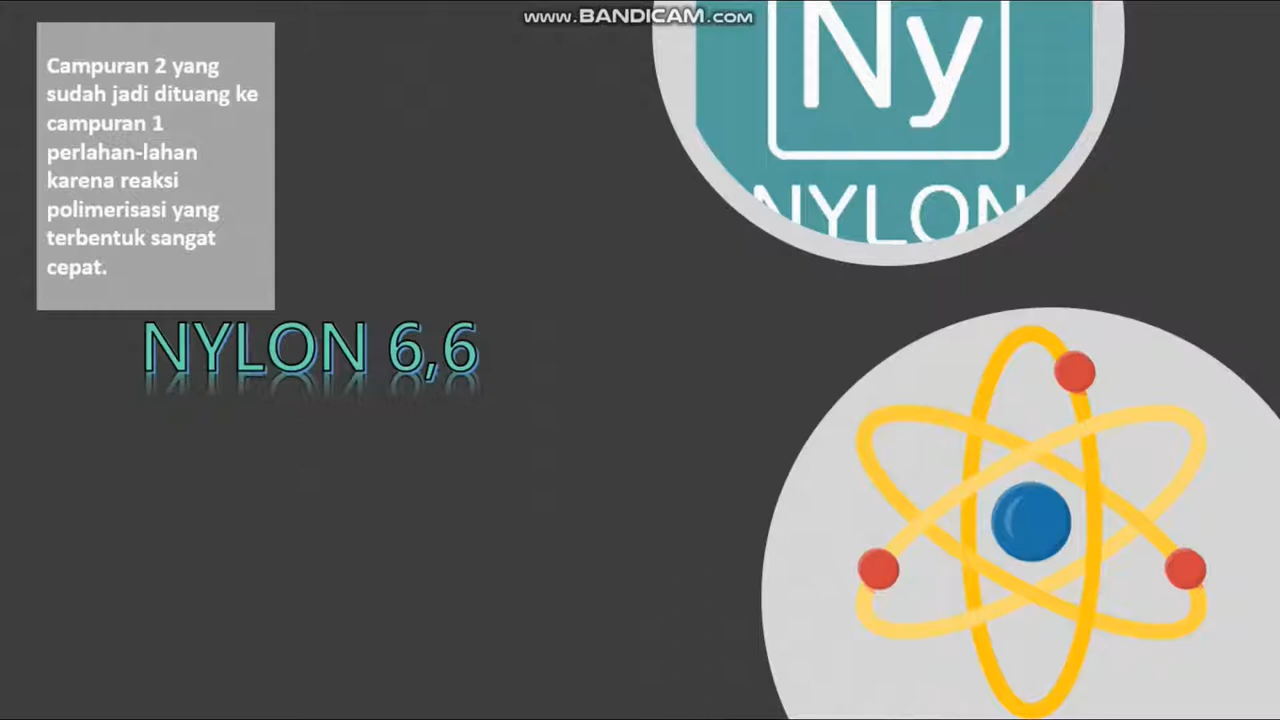 www.BANDICAM.com
Campuran 2 yang
sudah jadi dituang ke
campuran 1
perlahan-lahan
karena reaksi
polimerisasi yang
terbentuk sangat
cepat.
Ny
NYLON
NYLON 6,6